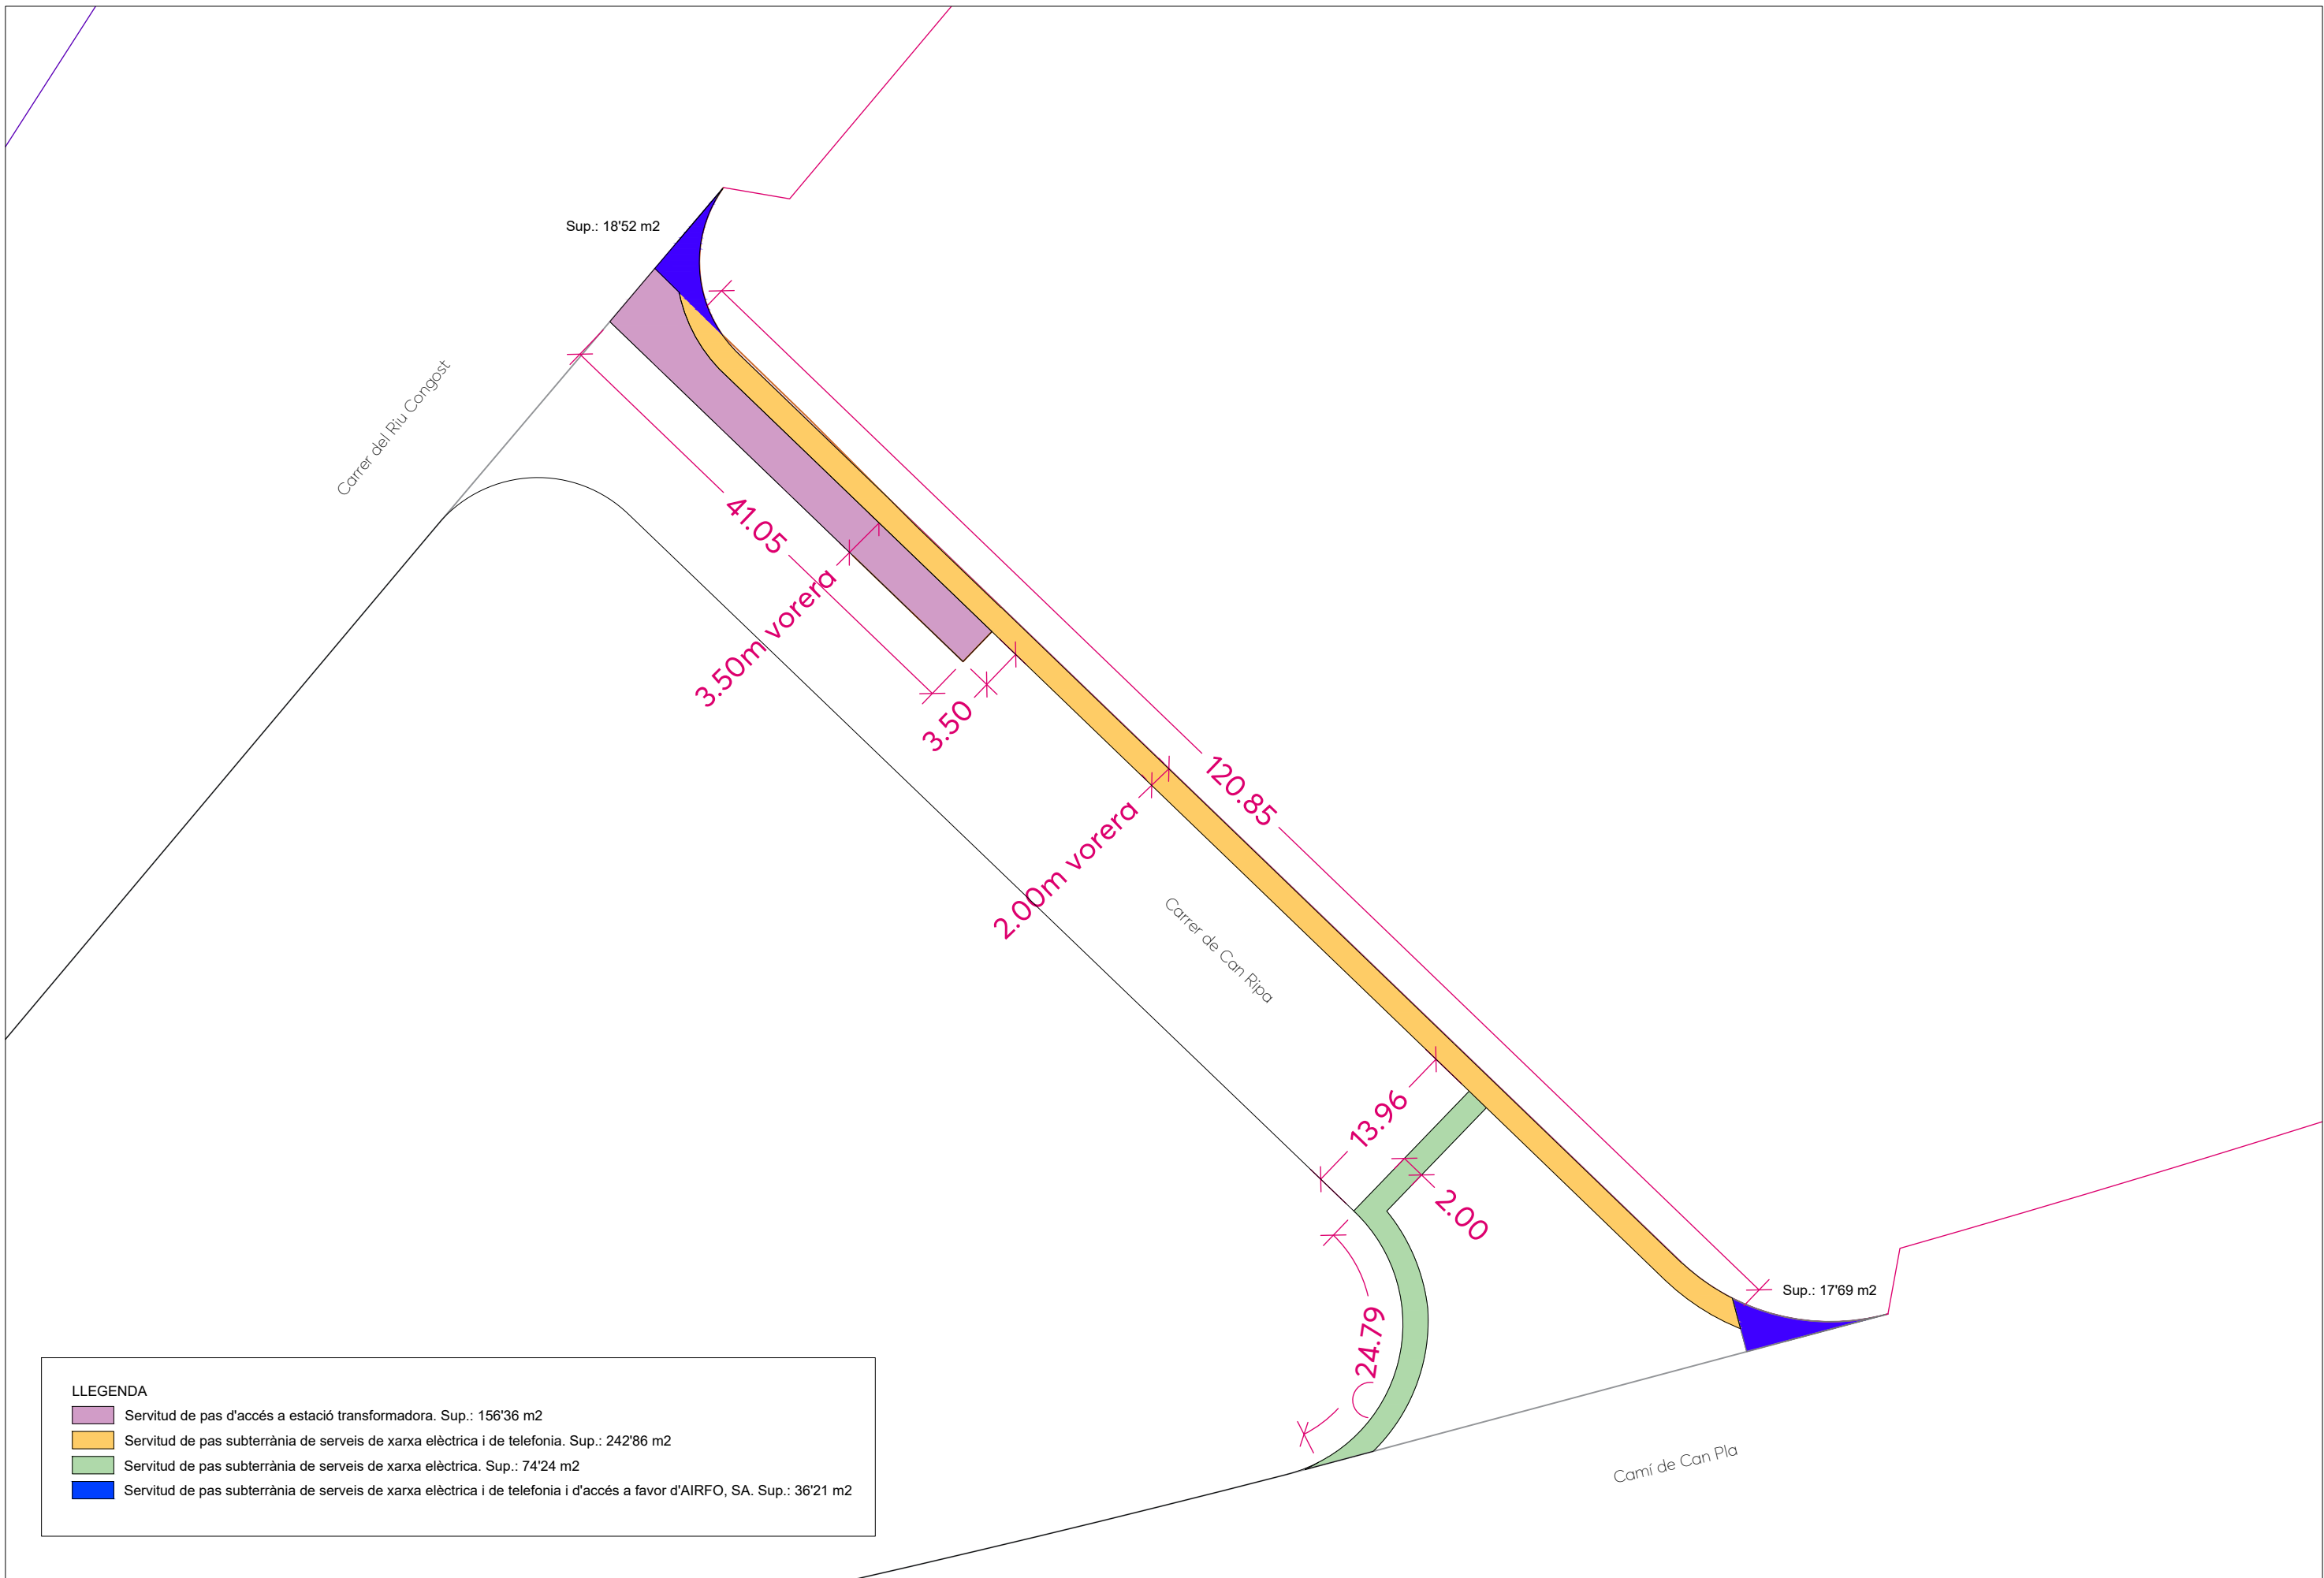 Sup.: 18'52 m2
Carrer del Riu Congost
41.05
3.50m vorera
3.50
120.85
2.00m vorera
Carrer de Can Ripa
13.96
2.00
Sup.: 17'69 m2
24.79
Camí de Can Pla
LLEGENDA
Servitud de pas d'accés a estació transformadora. Sup.: 156'36 m2
Servitud de pas subterrània de serveis de xarxa elèctrica i de telefonia. Sup.: 242'86 m2
Servitud de pas subterrània de serveis de xarxa elèctrica. Sup.: 74'24 m2
Servitud de pas subterrània de serveis de xarxa elèctrica i de telefonia i d'accés a favor d'AIRFO, SA. Sup.: 36'21 m2